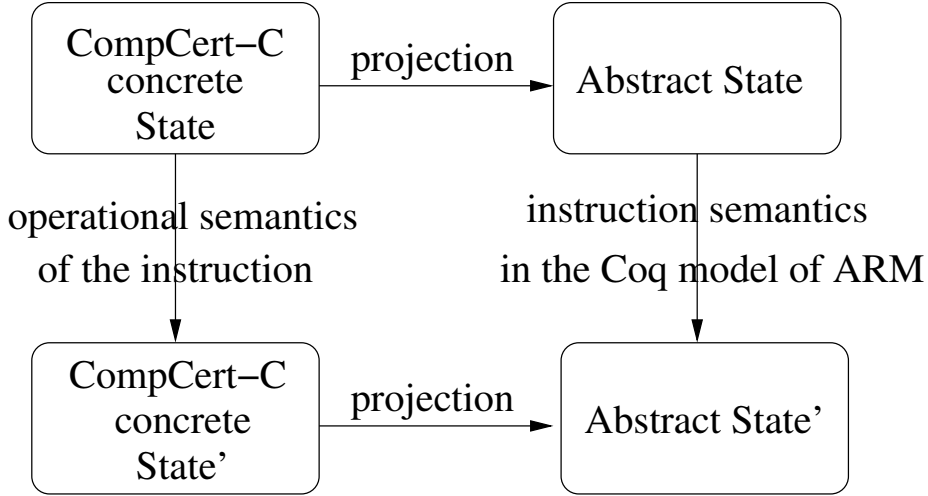 CompCert−C
concrete
State
projection
Abstract State
operational semantics
of the instruction
instruction semantics
in the Coq model of ARM
CompCert−C
concrete
State'
projection
Abstract State'